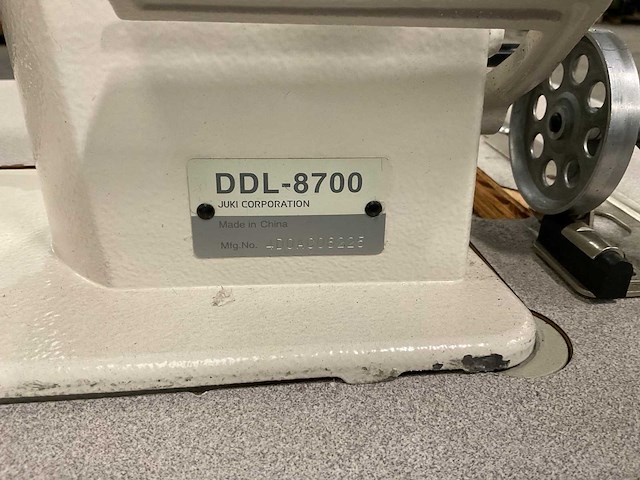 DDL-8700
JUKI CORPORATION
Made in China
Mfg.No.